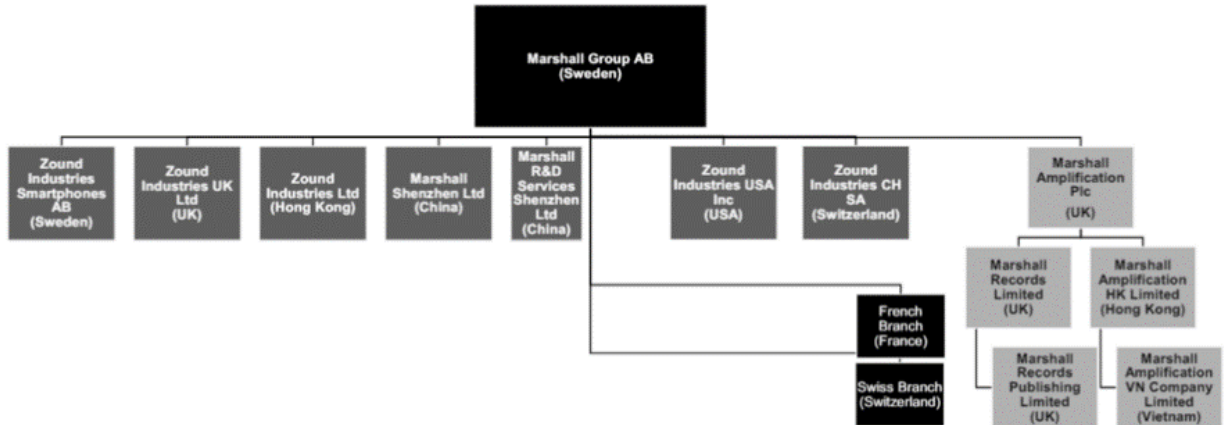 Marshall Group AB
(Sweden)
Zound
Industries
Smartphones
AB
(Sweden)
Zound
Industries UK
Ltd
(UK)
Zound
Industries Ltd
(Hong Kong)
Marshall
Shenzhen Ltd
(China)
Marshall
R&D
Services
Shenzhen
Ltd
(China)
Zound
Industries USA
Inc
(USA)
Zound
Industries CH
SA
(Switzerland)
Marshall
Amplification
Plc
(UK)
Marshall
Records
Limited
(UK)
Marshall
Amplification
HK Limited
(Hong Kong)
French
Branch
(France)
Swiss Branch
(Switzerland)
Marshall
Records
Publishing
Limited
(UK)
Marshall
Amplification
VN Company
Limited
(Vietnam)